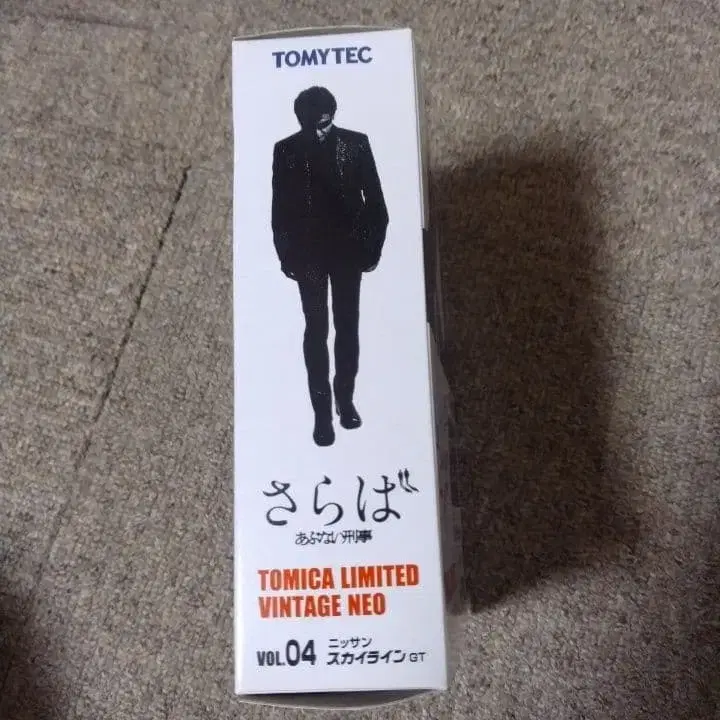 TOMYTEC
さらば
あぶない刑事
TOMICA LIMITED
VINTAGE NEO
VOL.04 ニッサン
スカイライン GT